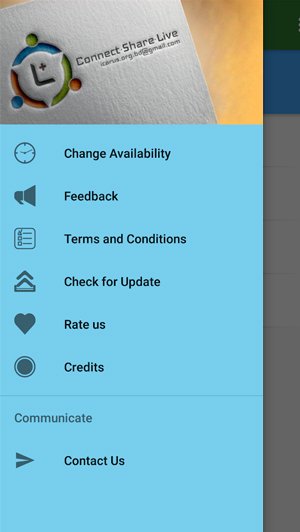 Connect Share Live
icarus.org.bd@gmail.com
L+
Change Availability
Feedback
Terms and Conditions
Check for Update
Rate us
Credits
Communicate
Contact Us